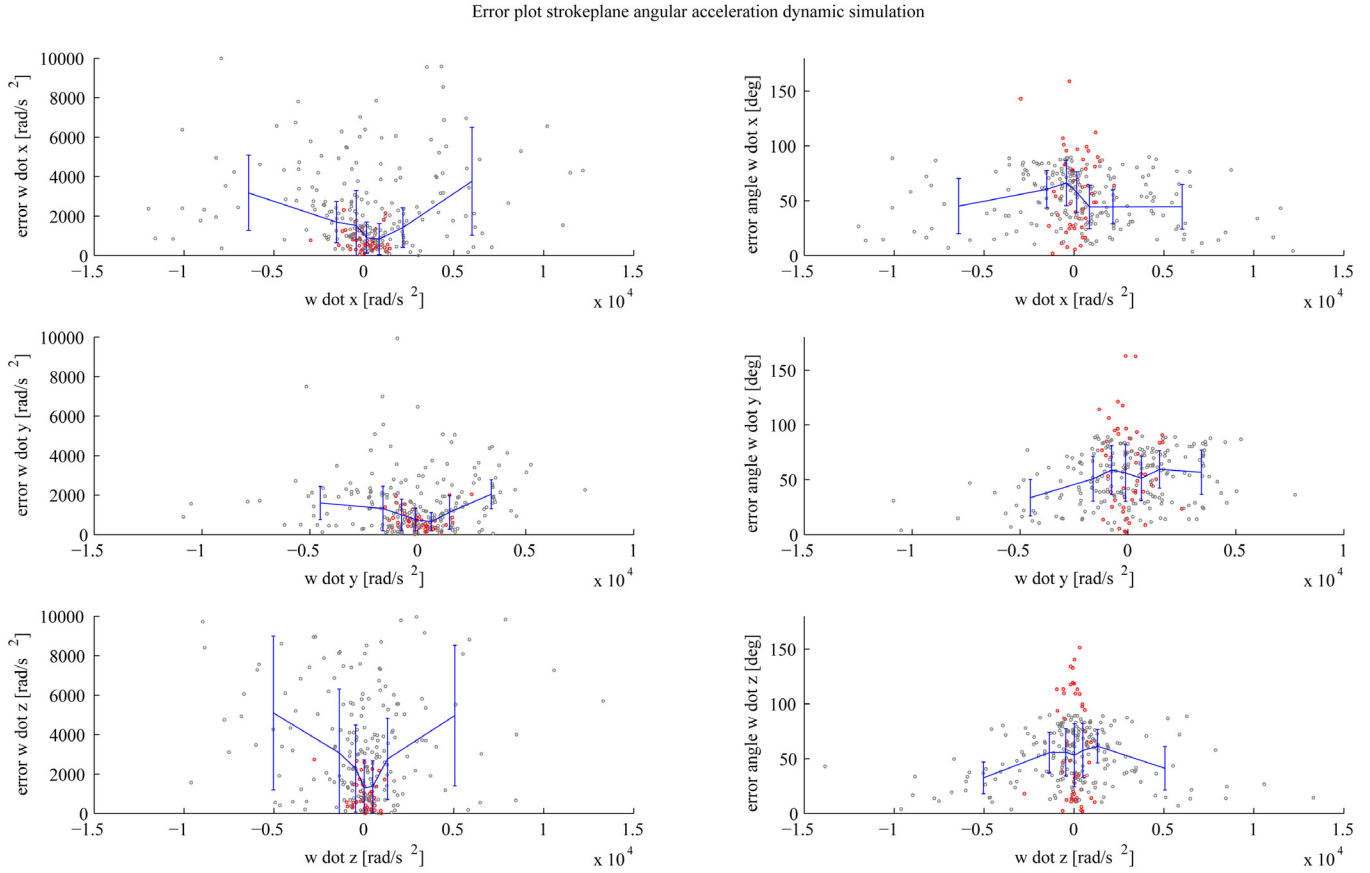 Error plot strokeplane angular acceleration dynamic simulation
error w dot x [rad/s 2]
10000
8000
6000
4000
2000
0
−1.5 −1 −0.5 0 0.5 1 1.5
w dot x [rad/s 2]
x 10 4
error angle w dot x [deg]
150
100
50
0
−1.5 −1 −0.5 0 0.5 1 1.5
w dot x [rad/s 2]
x 10 4
error w dot y [rad/s 2]
10000
8000
6000
4000
2000
0
−1.5 −1 −0.5 0 0.5 1 1.5
w dot y [rad/s 2]
x 10 4
error angle w dot y [deg]
150
100
50
0
−1.5 −1 −0.5 0 0.5 1
w dot y [rad/s 2]
x 10 4
error w dot z [rad/s 2]
10000
8000
6000
4000
2000
0
−1.5 −1 −0.5 0 0.5 1 1.5
w dot z [rad/s 2]
x 10 4
error angle w dot z [deg]
150
100
50
0
−1.5 −1 −0.5 0 0.5 1 1.5
w dot z [rad/s 2]
x 10 4